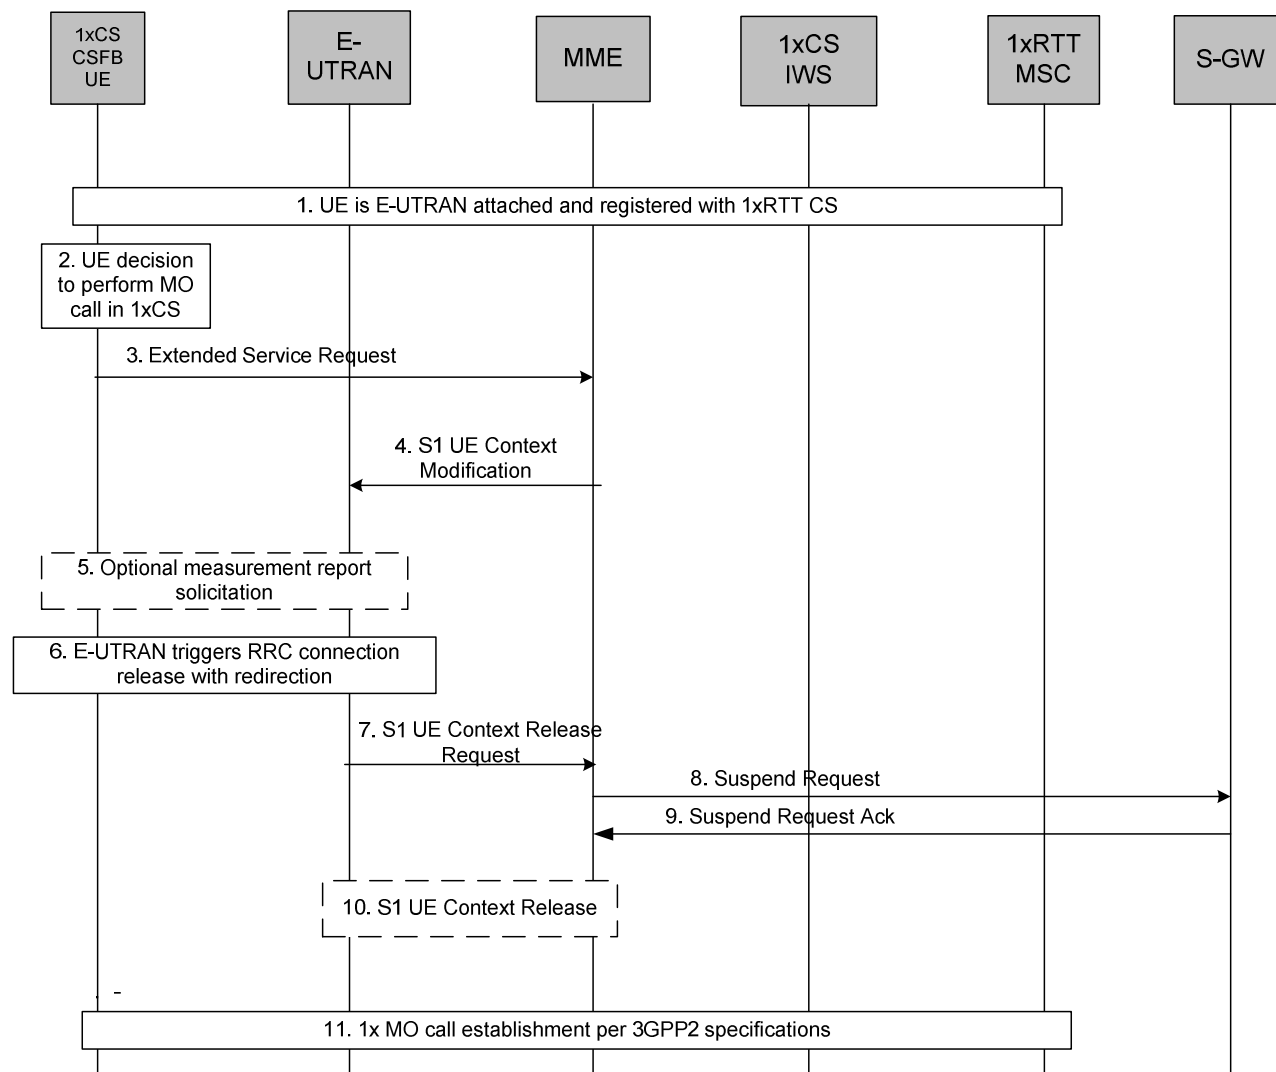 1xCS
CSFB
UE
E-
UTRAN
MME
1xCS
IWS
1xRTT
MSC
S-GW
1. UE is E-UTRAN attached and registered with 1xRTT CS
2. UE decision
to perform MO
call in 1xCS
3. Extended Service Request
4. S1 UE Context
Modification
5. Optional measurement report
solicitation
6. E-UTRAN triggers RRC connection
release with redirection
7. S1 UE Context Release
Request
8. Suspend Request
9. Suspend Request Ack
10. S1 UE Context Release
. -
11. 1x MO call establishment per 3GPP2 specifications